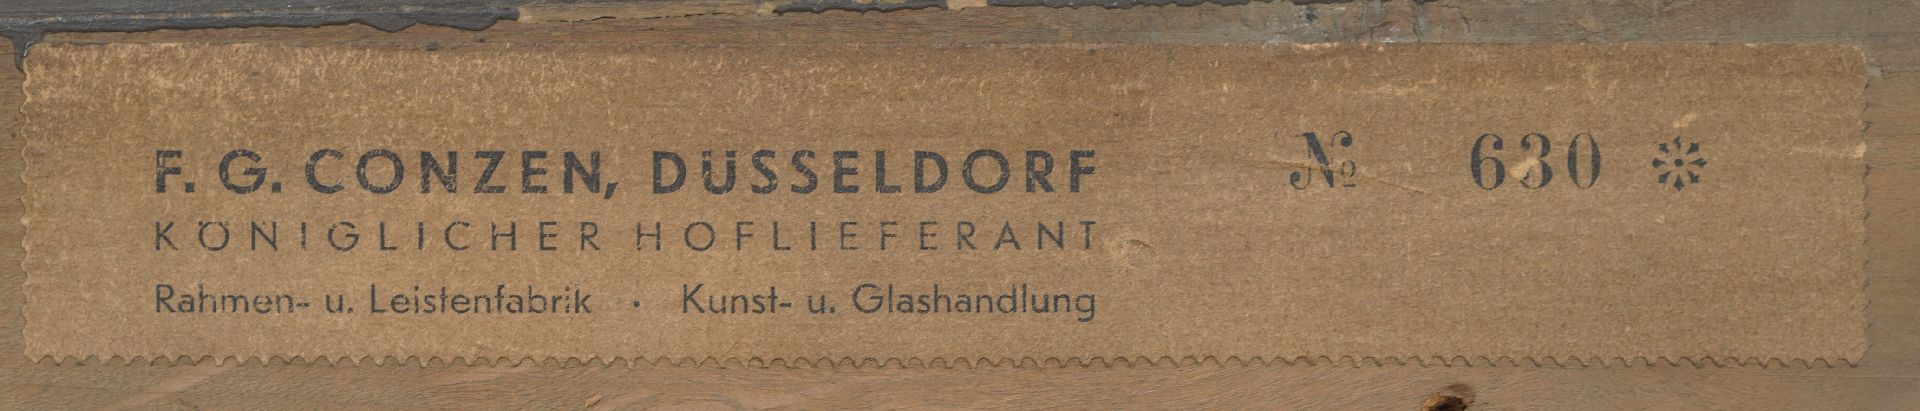 F. G. CONZEN, DÜSSELDORF № 630
KÖNIGLICHER HOFLIEFERANT
Rahmen- u. Leistenfabrik · Kunst- u. Glashandlung